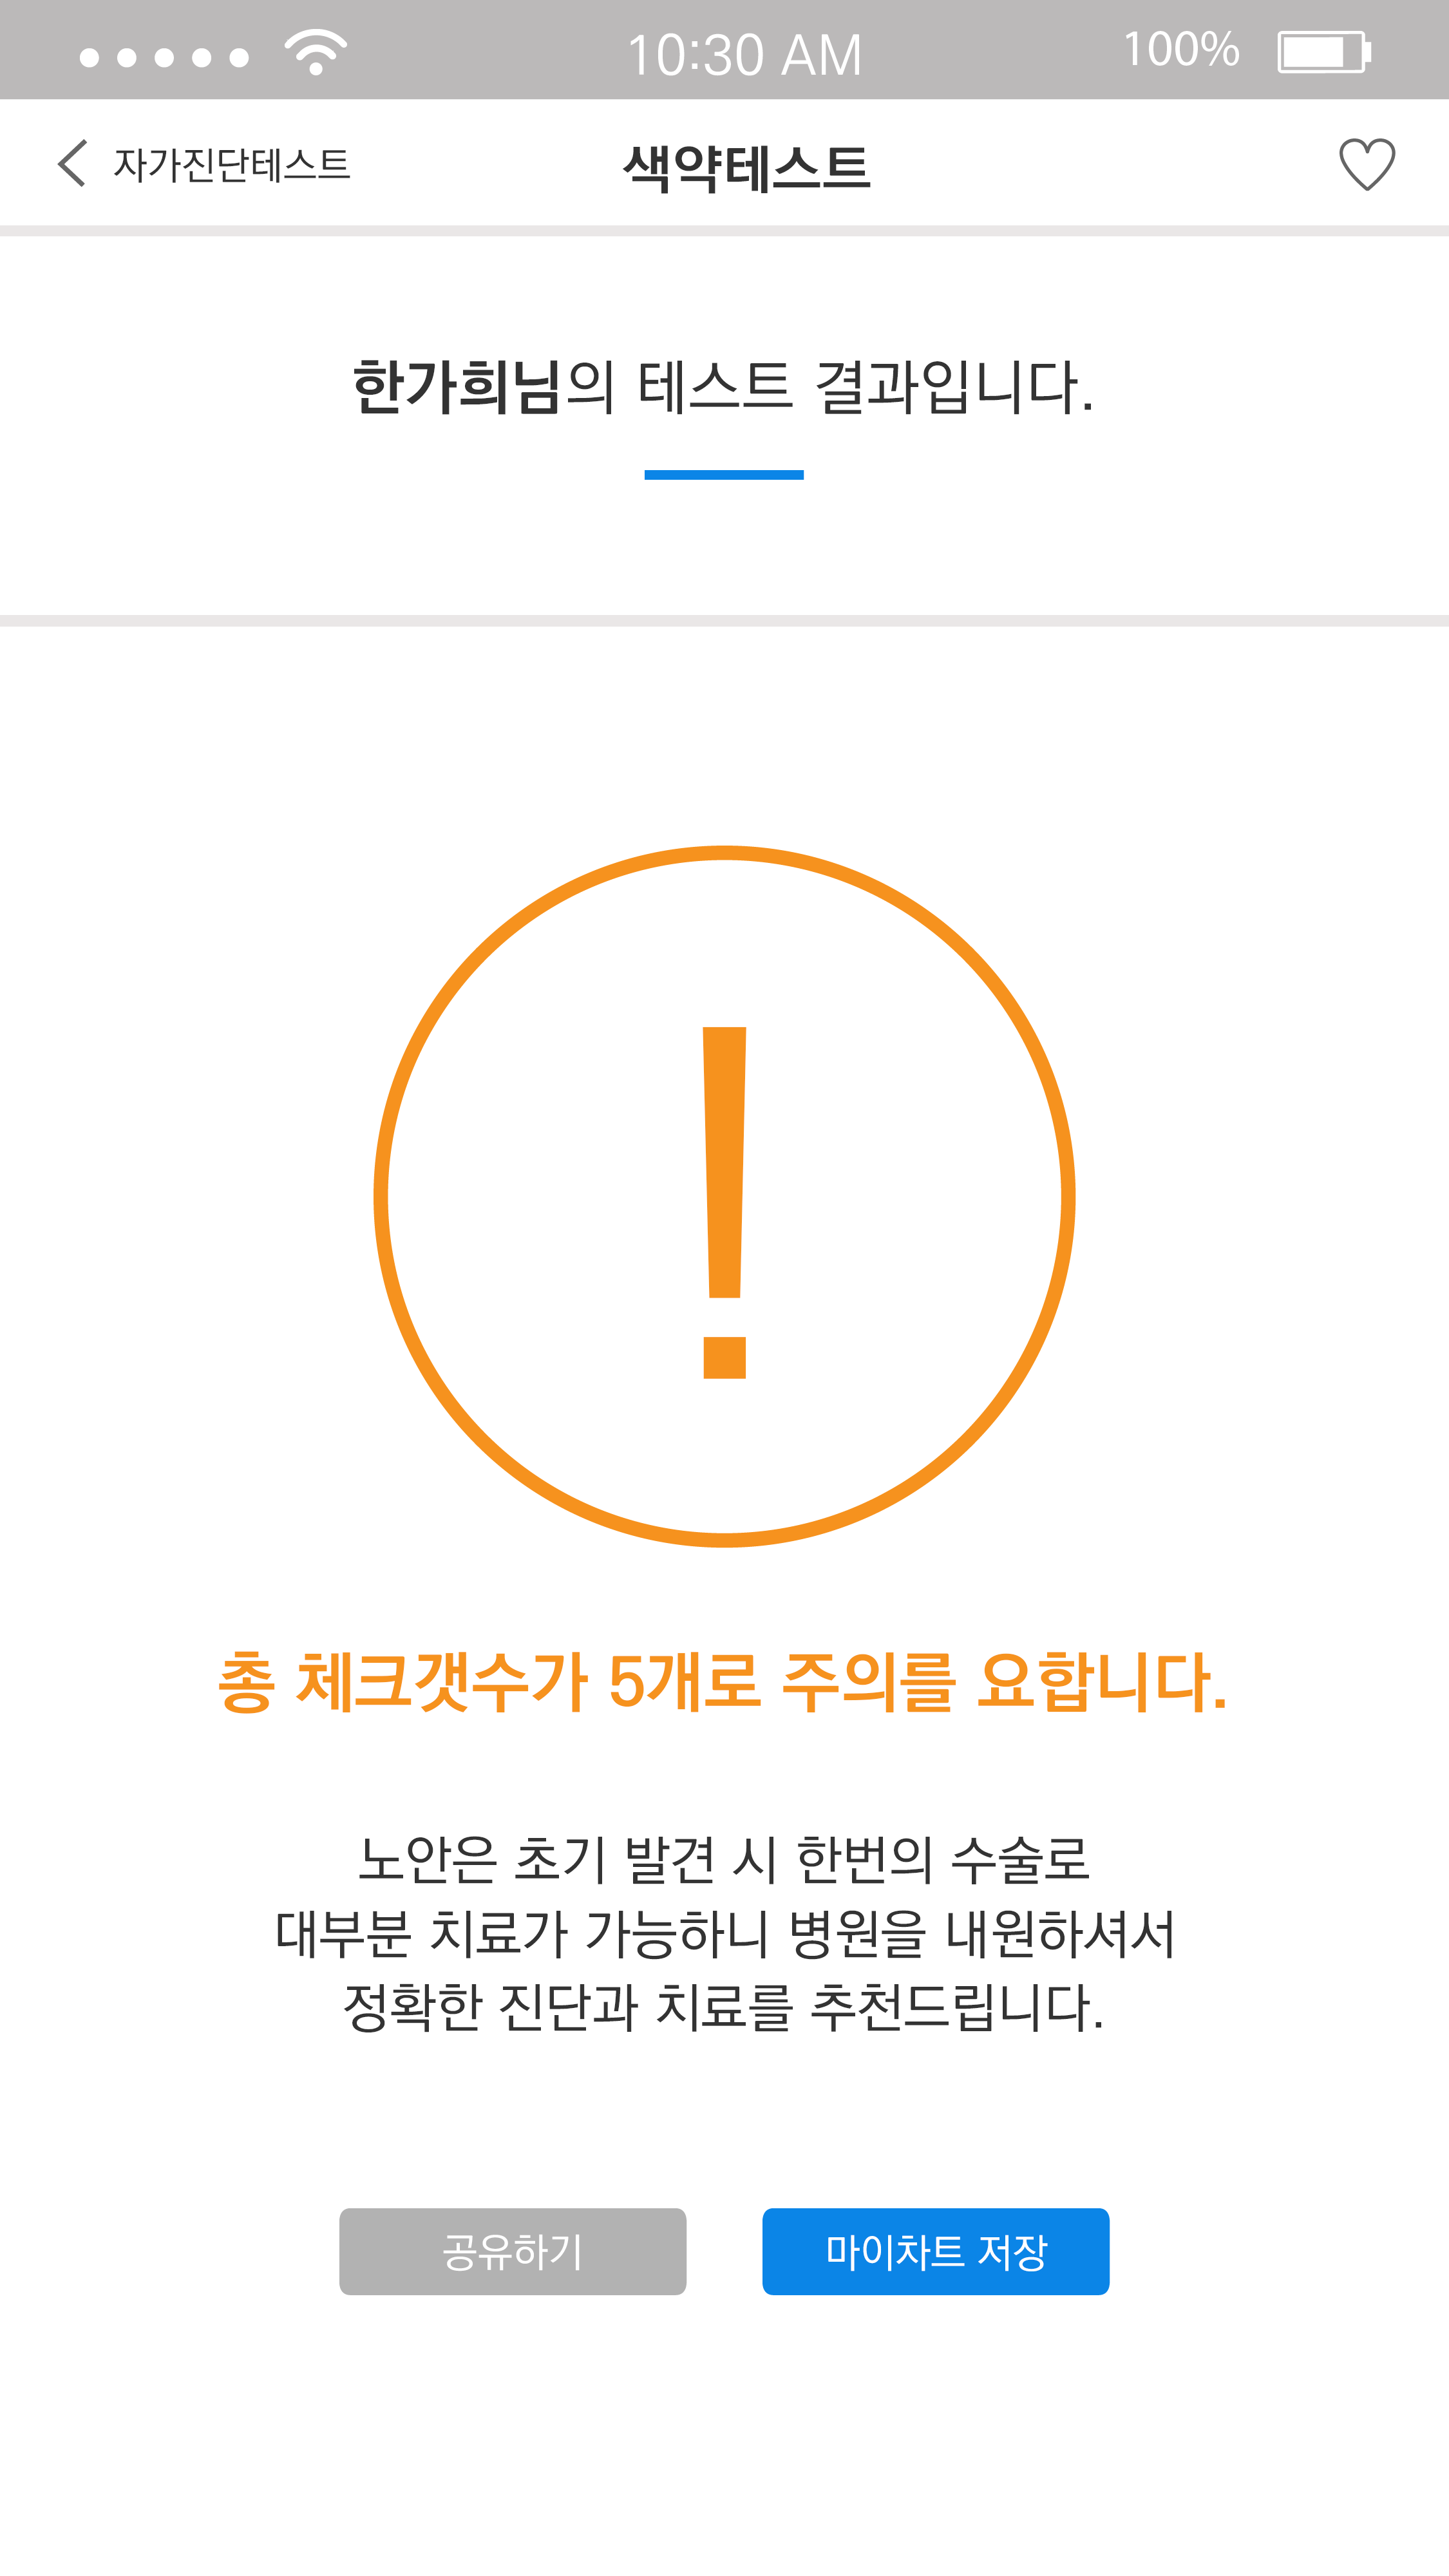 10:30 AM
100%
자가진단테스트
색약테스트
한가희님의 테스트 결과입니다.
!
총 체크갯수가 5개로 주의를 요합니다.
노안은 초기 발견 시 한번의 수술로
대부분 치료가 가능하니 병원을 내원하셔서
정확한 진단과 치료를 추천드립니다.
공유하기
마이차트 저장